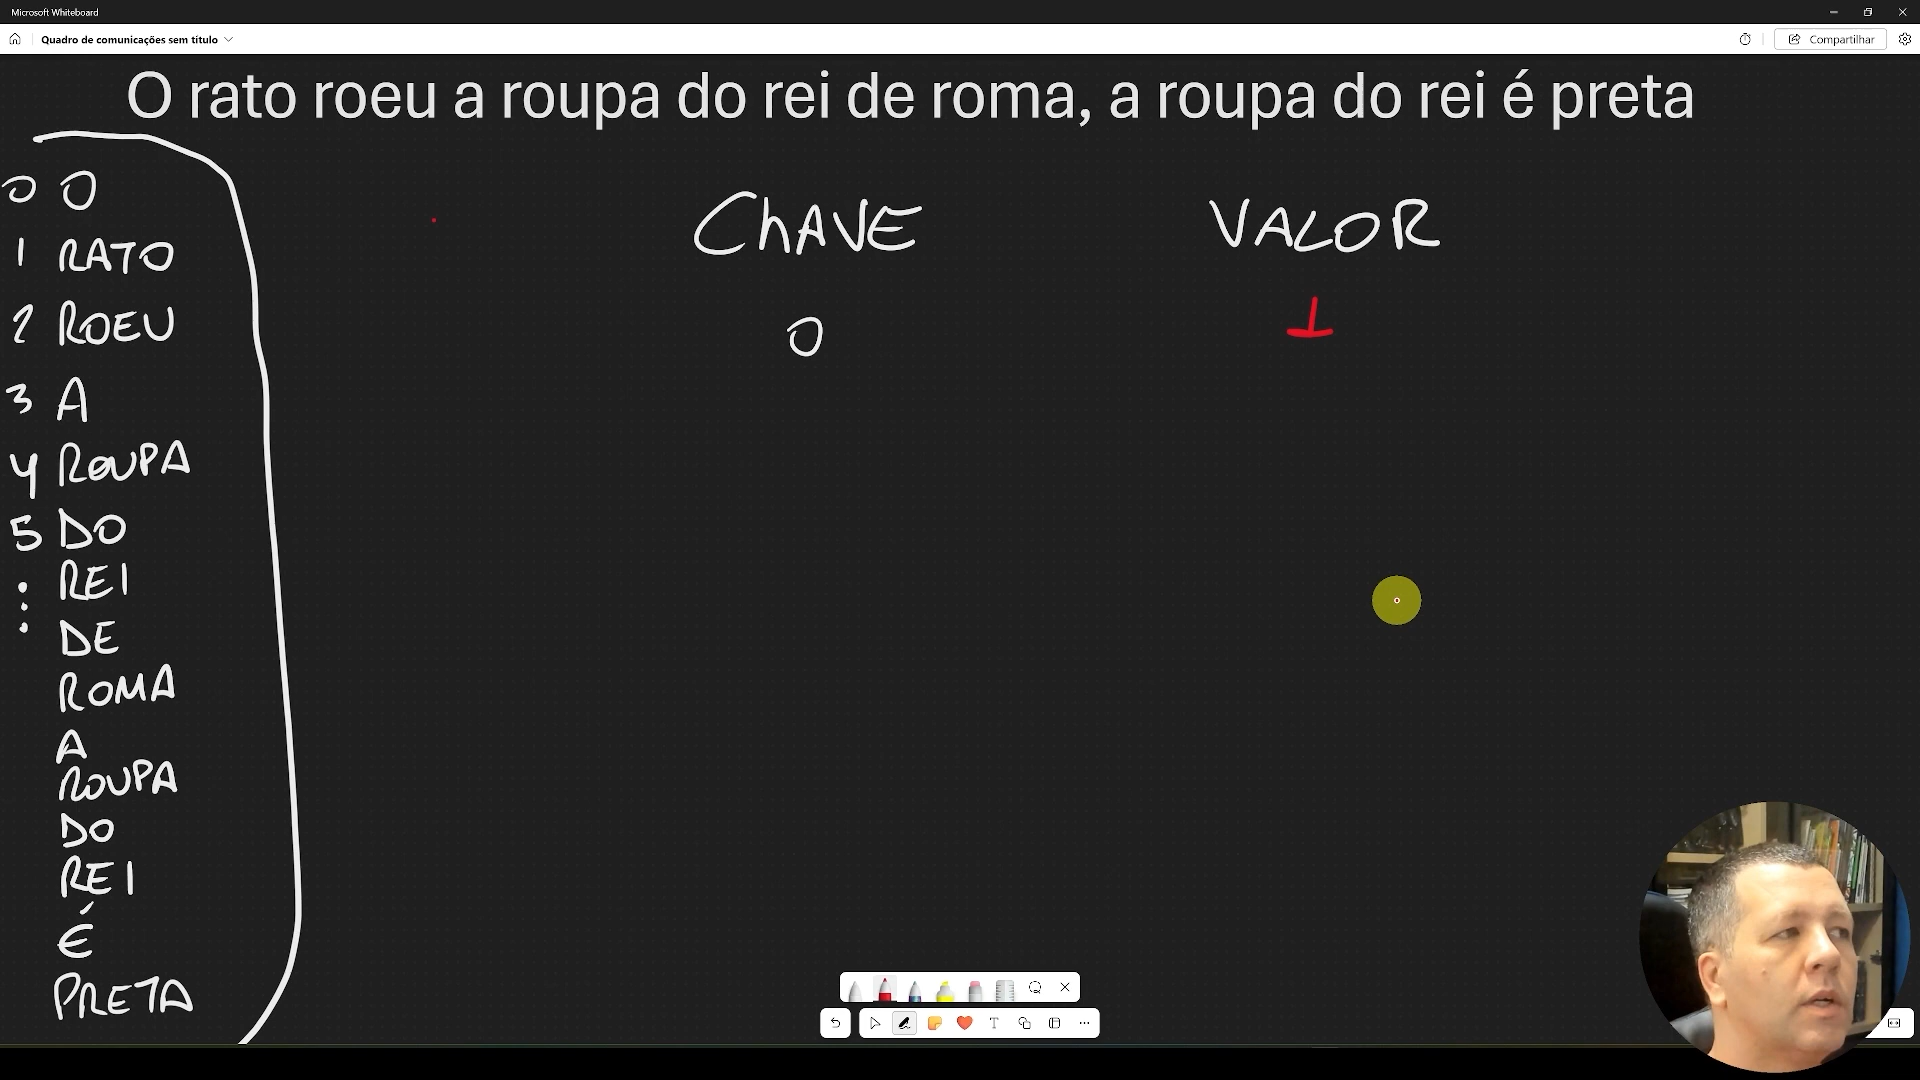 Microsoft Whiteboard
Quadro de comunicações sem título
Compartilhar
O rato roeu a roupa do rei de roma, a roupa do rei é preta
0 O
1 RATO
2 ROEU
3 A
4 ROUPA
5 DO
REI
DE
ROMA
A
ROUPA
DO
REI
É
PRETA
ChAVE VALOR
O 1